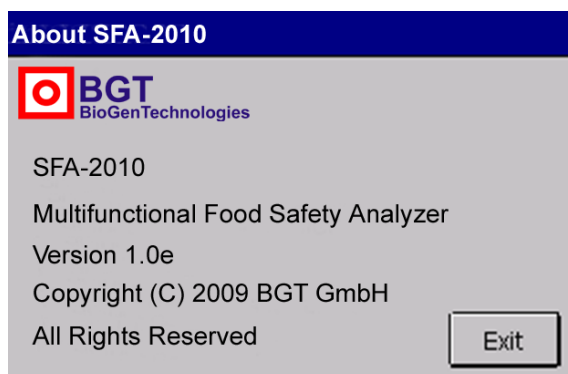 About SFA-2010
BGT
BioGenTechnologies
SFA-2010
Multifunctional Food Safety Analyzer
Version 1.0e
Copyright (C) 2009 BGT GmbH
All Rights Reserved
Exit